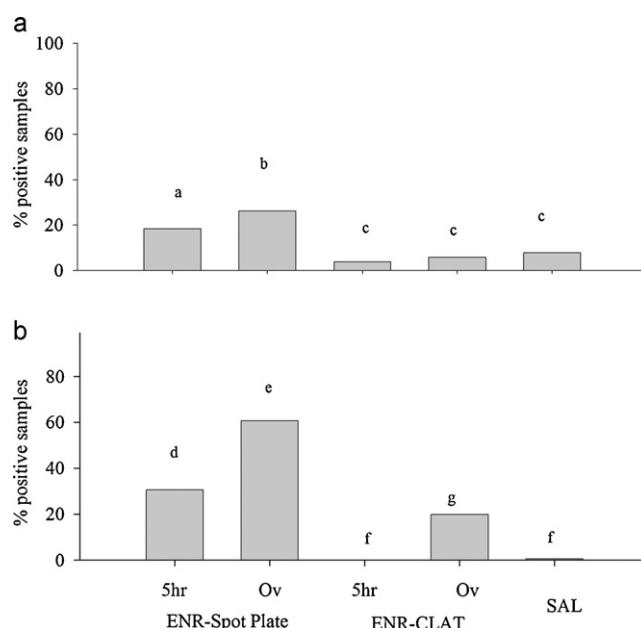 a
100
80
60
40
20
0
% positive samples
a
b
c
c
c
b
80
60
40
20
0
% positive samples
d
e
f
g
f
5hr Ov 5hr Ov SAL
ENR-Spot Plate ENR-CLAT